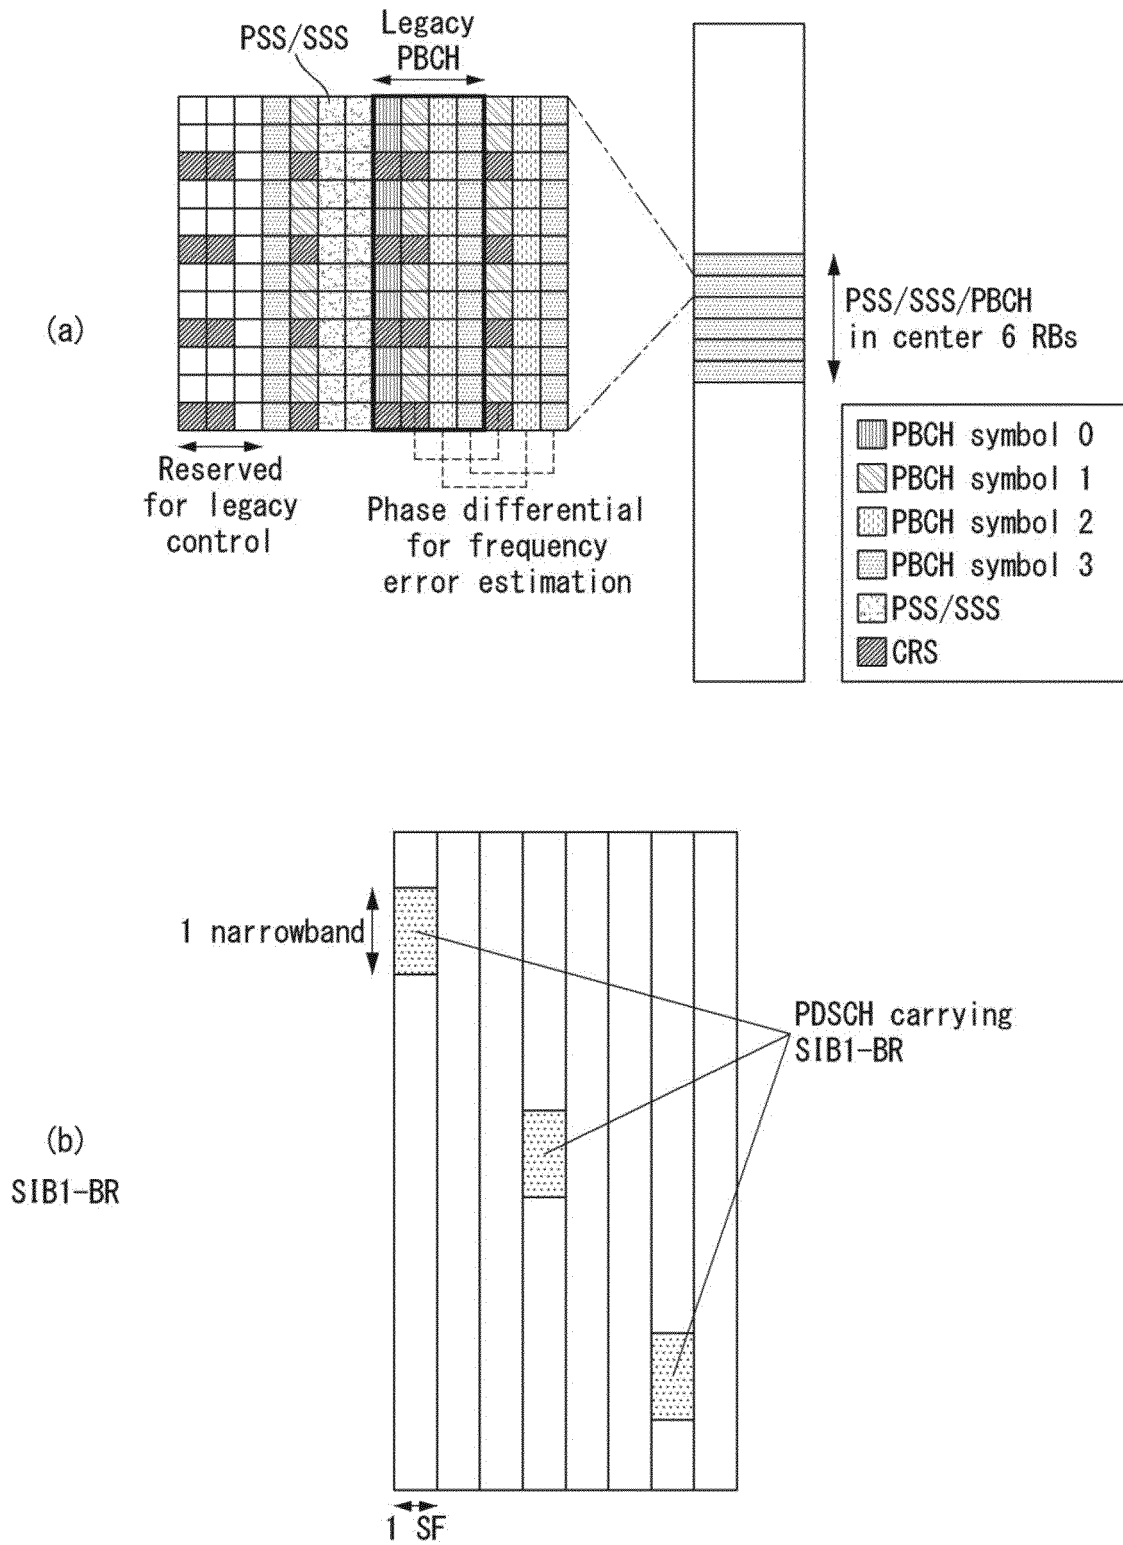 PSS/SSS
Legacy
PBCH
(a)
PSS/SSS/PBCH
in center 6 RBs
Reserved
for legacy
control
Phase differential
for frequency
error estimation
PBCH symbol 0
PBCH symbol 1
PBCH symbol 2
PBCH symbol 3
PSS/SSS
CRS
1 narrowband
PDSCH carrying
SIB1-BR
(b)
SIB1-BR
1 SF